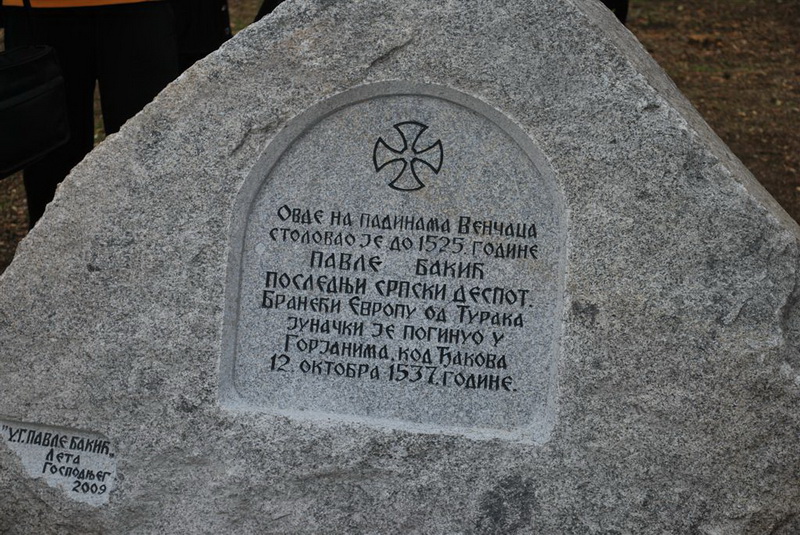 Овде на падинама Венчаца
столовао је до 1525. године
ПАВЛЕ БАКИЋ
последњи српски деспот.
Бранећи Европу од Турака
јуначки је погинуо у
Горјанима, код Ђакова
12. октобра 1537. године.
"У.Г. ПАВЛЕ БАКИЋ"
Лета
Господњег
2009